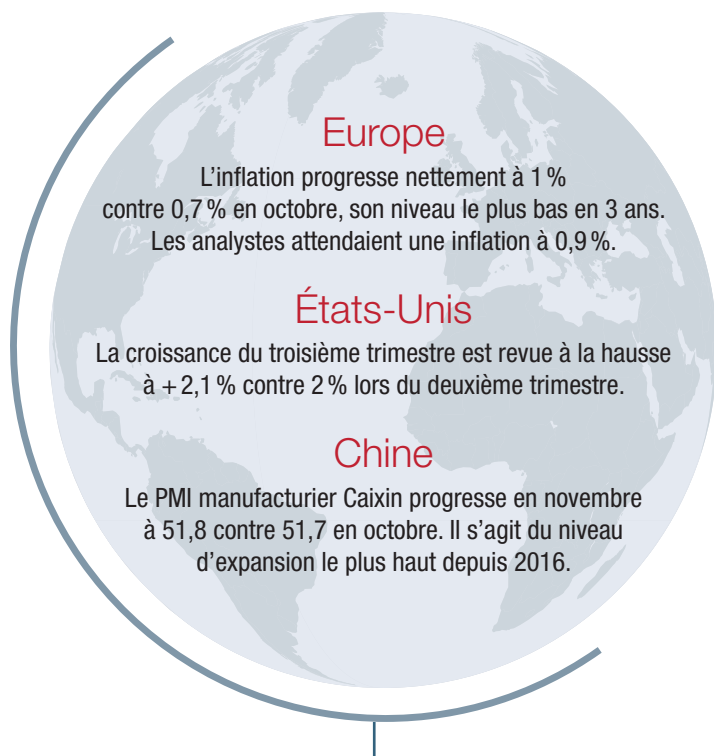 Europe
L’inflation progresse nettement à 1 %
contre 0,7 % en octobre, son niveau le plus bas en 3 ans.
Les analystes attendaient une inflation à 0,9 %.
États-Unis
La croissance du troisième trimestre est revue à la hausse
à + 2,1 % contre 2 % lors du deuxième trimestre.
Chine
Le PMI manufacturier Caixin progresse en novembre
à 51,8 contre 51,7 en octobre. Il s’agit du niveau
d’expansion le plus haut depuis 2016.